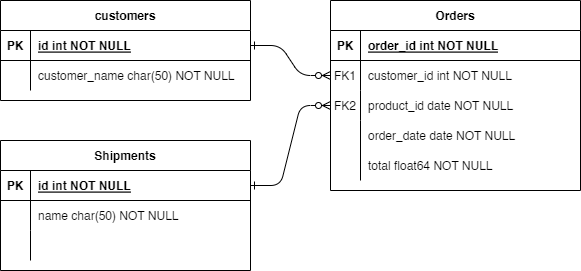 customers
PK id int NOT NULL
customer_name char(50) NOT NULL
Orders
PK order_id int NOT NULL
FK1 customer_id int NOT NULL
FK2 product_id date NOT NULL
order_date date NOT NULL
total float64 NOT NULL
Shipments
PK id int NOT NULL
name char(50) NOT NULL